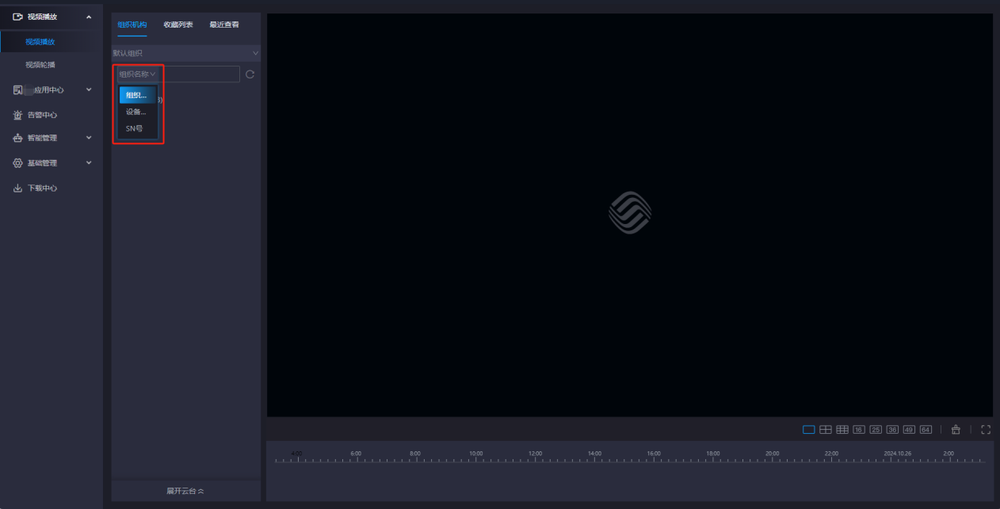 视频播放
视频播放
视频轮播
应用中心
告警中心
智能管理
基础管理
下载中心
组织机构 收藏列表 最近查看
默认组织
组织名称
组织...
设备...
SN号
展开云台
16 25 36 49 64
4:00 6:00 8:00 10:00 12:00 14:00 16:00 18:00 20:00 22:00 2024.10.26 2:00